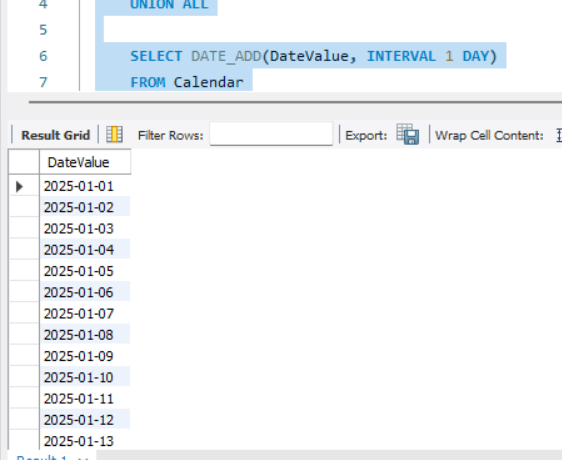 4 UNION ALL
5
6 SELECT DATE_ADD(DateValue, INTERVAL 1 DAY)
7 FROM Calendar
Result Grid Filter Rows: Export: Wrap Cell Content:
DateValue
2025-01-01
2025-01-02
2025-01-03
2025-01-04
2025-01-05
2025-01-06
2025-01-07
2025-01-08
2025-01-09
2025-01-10
2025-01-11
2025-01-12
2025-01-13
Result 1